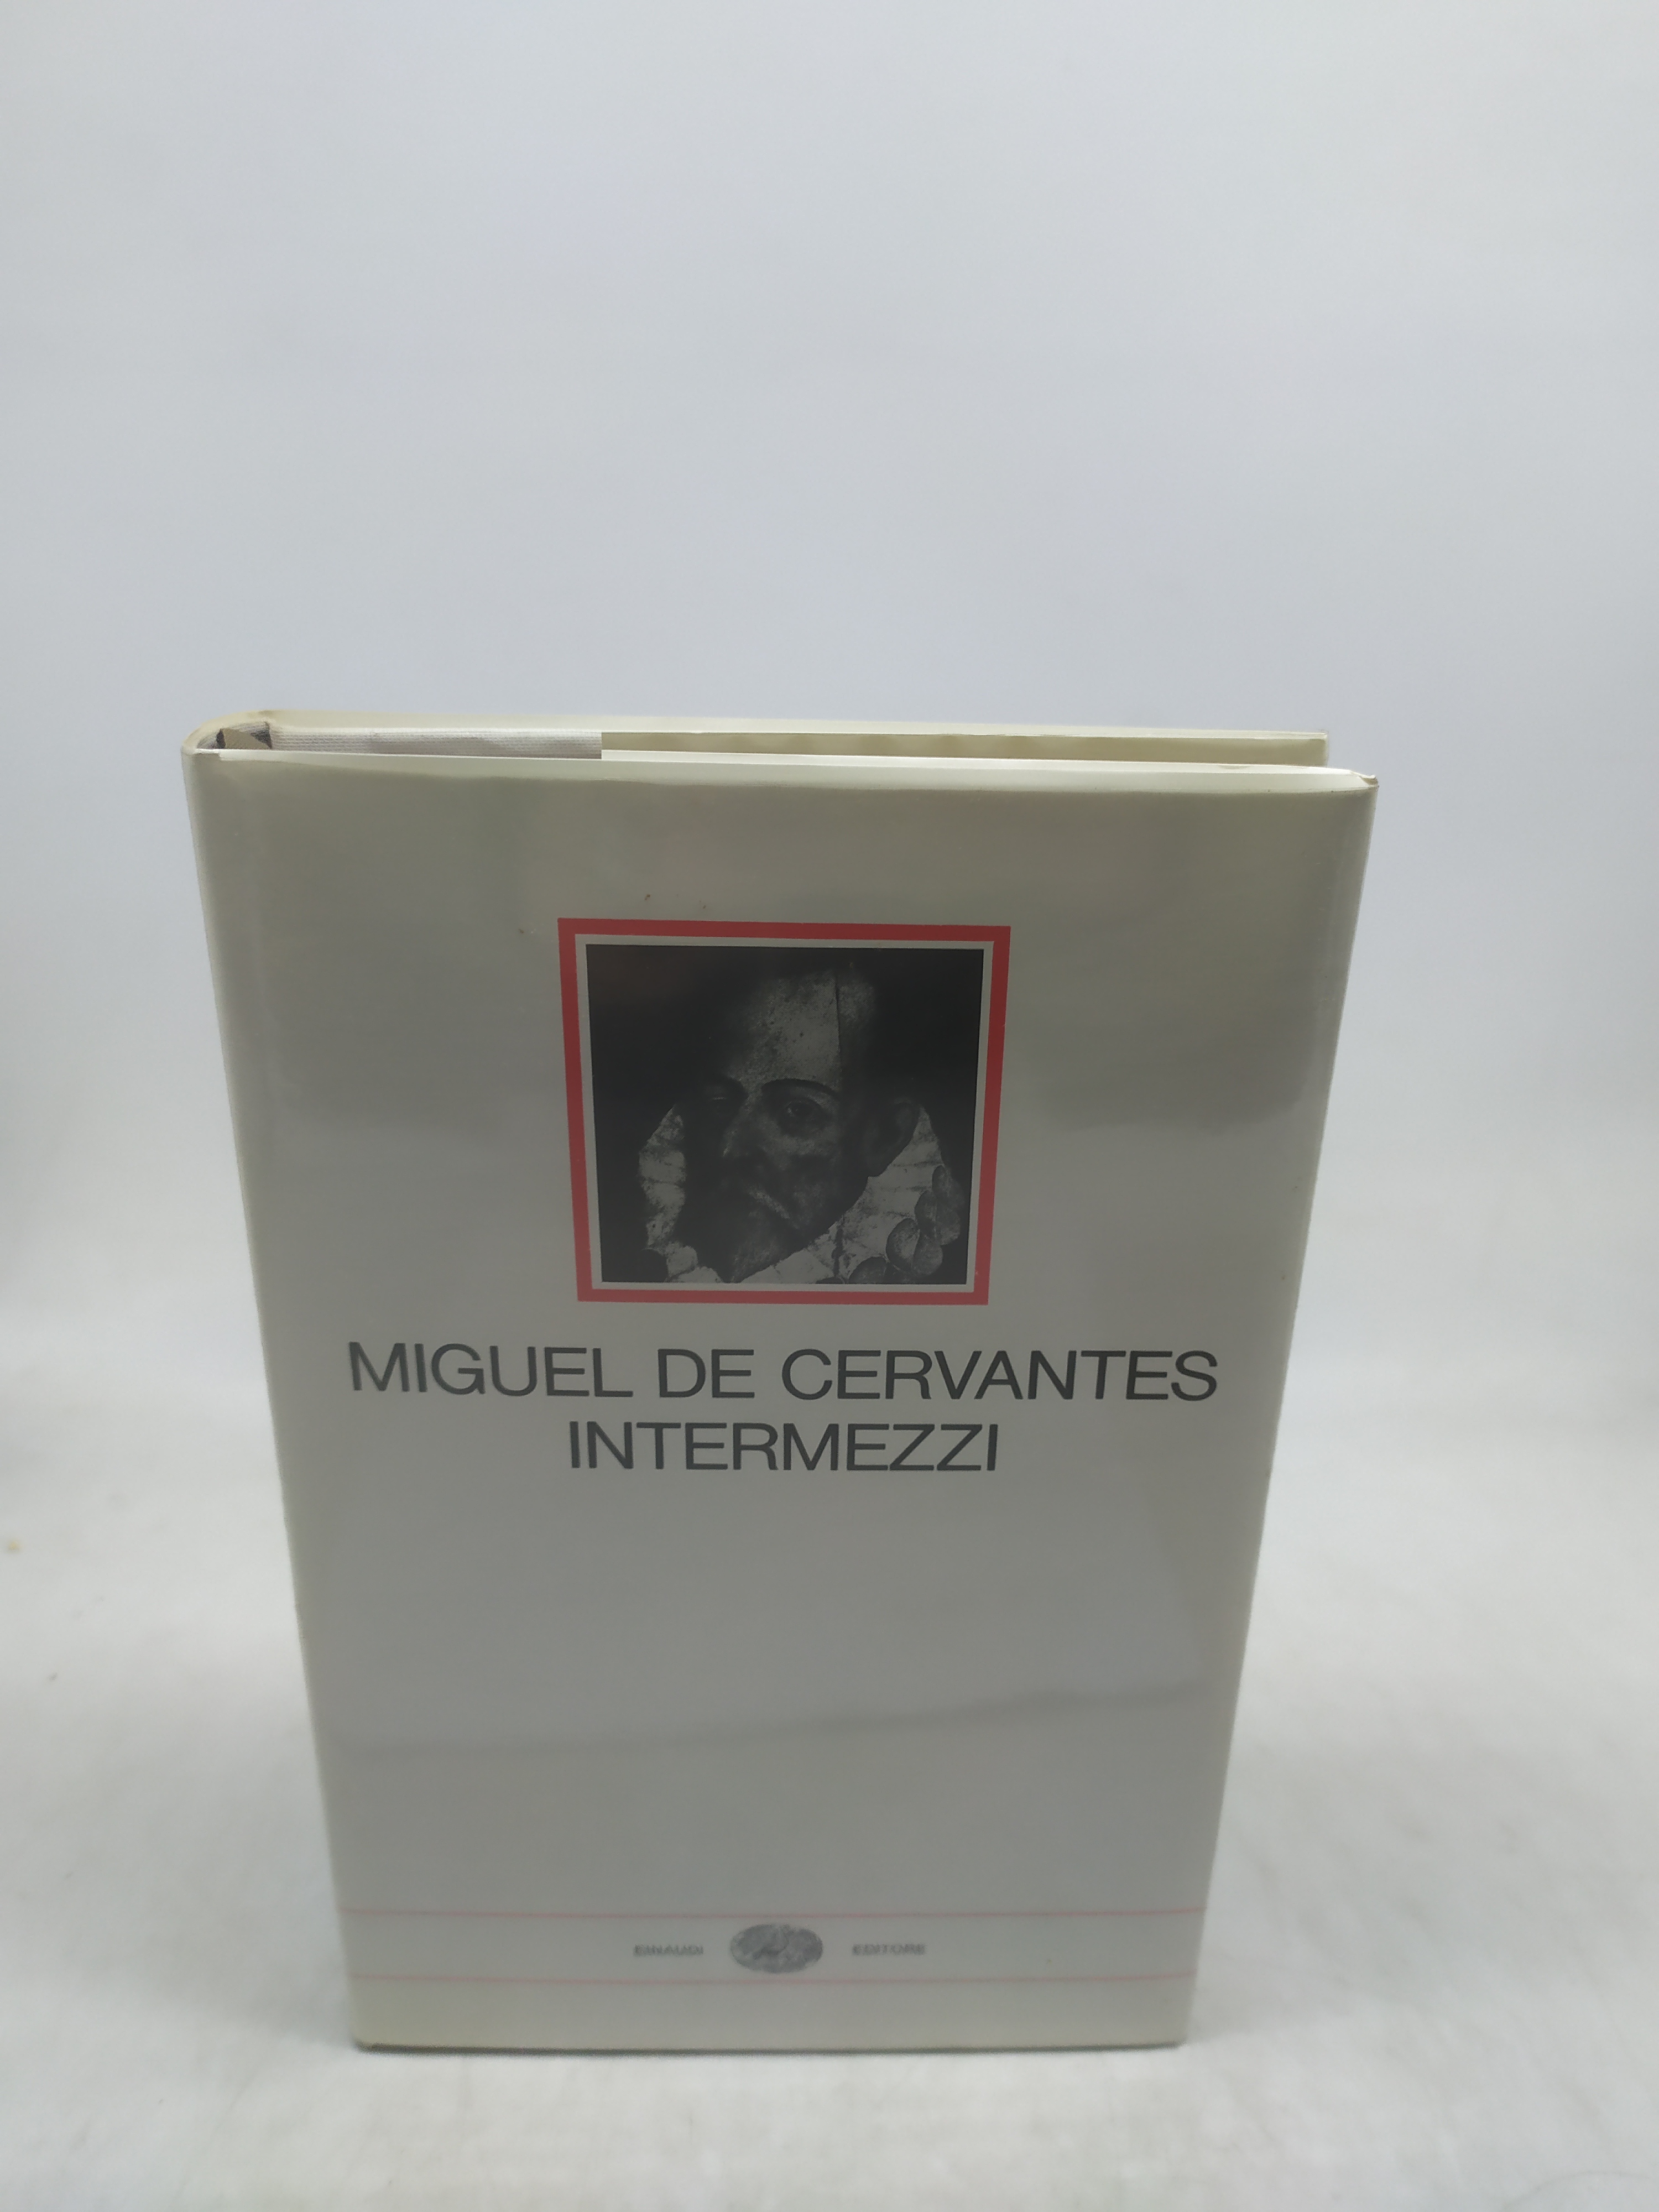 MIGUEL DE CERVANTES
INTERMEZZI
EINAUDI EDITORE